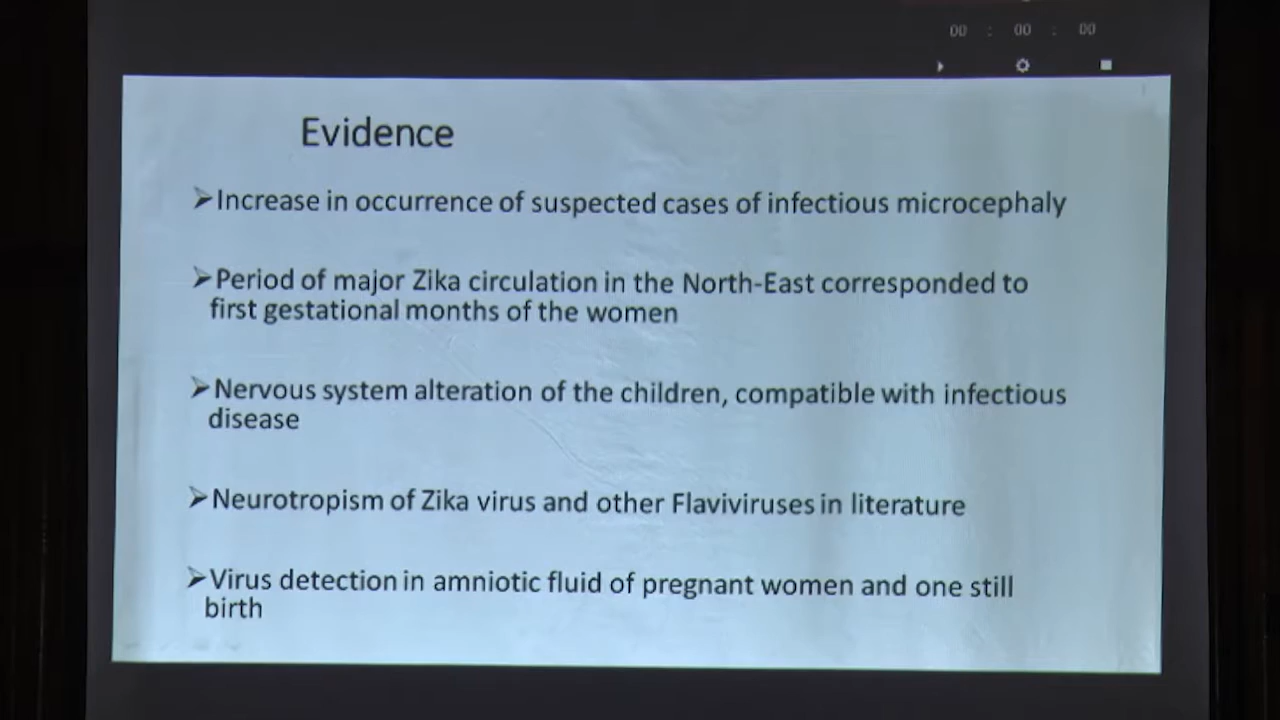 00 : 00 : 00
Evidence
➢Increase in occurrence of suspected cases of infectious microcephaly
➢Period of major Zika circulation in the North-East corresponded to
first gestational months of the women
➢Nervous system alteration of the children, compatible with infectious
disease
➢Neurotropism of Zika virus and other Flaviviruses in literature
➢Virus detection in amniotic fluid of pregnant women and one still
birth